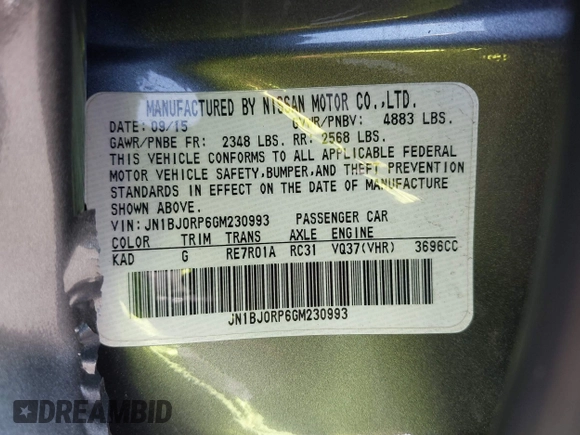 MANUFACTURED BY NISSAN MOTOR CO.,LTD.
DATE: 09/15 GVWR/PNBV: 4883 LBS.
GAWR/PNBE FR: 2348 LBS. RR: 2568 LBS.
THIS VEHICLE CONFORMS TO ALL APPLICABLE FEDERAL
MOTOR VEHICLE SAFETY,BUMPER,AND THEFT PREVENTION
STANDARDS IN EFFECT ON THE DATE OF MANUFACTURE
SHOWN ABOVE.
VIN: JN1BJ0RP6GM230993 PASSENGER CAR
COLOR TRIM TRANS AXLE ENGINE
KAD G RE7R01A RC31 VQ37(VHR) 3696CC
JN1BJ0RP6GM230993
DREAMBID